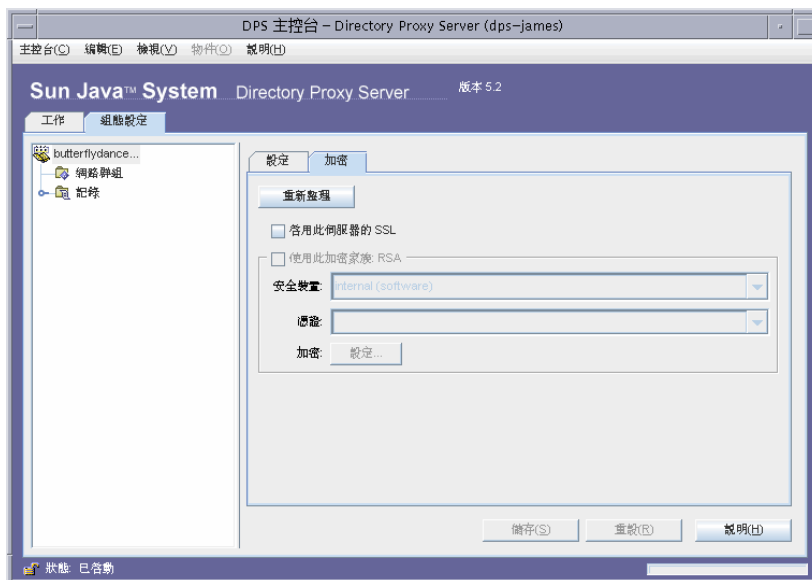 DPS 主控台 – Directory Proxy Server (dps-james)
主控台(C) 編輯(E) 檢視(V) 物件(O) 說明(H)
Sun Java™ System Directory Proxy Server 版本 5.2
工作 組態設定
butterflydance...
網路群組
記錄
設定 加密
重新整理
啓用此伺服器的 SSL
使用此加密家族: RSA
安全裝置: internal (software)
憑證:
加密: 設定...
儲存(S) 重設(R) 說明(H)
狀態: 已啓動